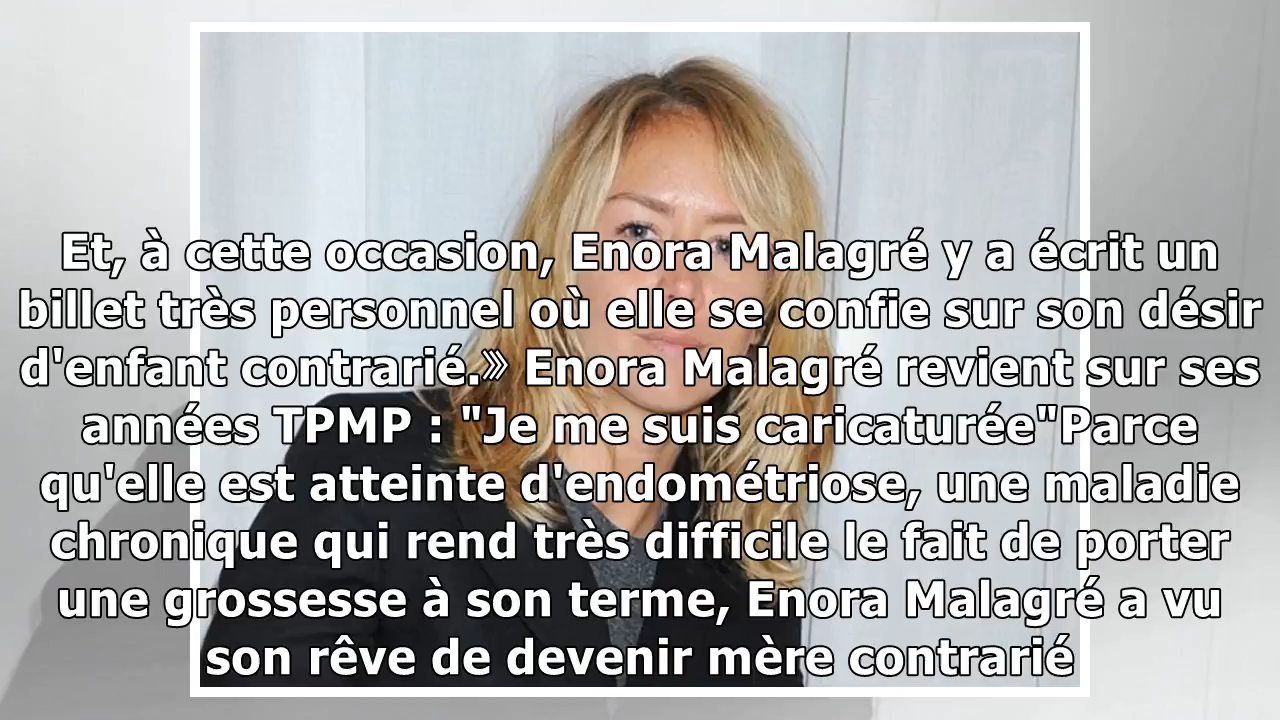 Et, à cette occasion, Enora Malagré y a écrit un
billet très personnel où elle se confie sur son désir
d'enfant contrarié.» Enora Malagré revient sur ses
années TPMP : "Je me suis caricaturée"Parce
qu'elle est atteinte d'endométriose, une maladie
chronique qui rend très difficile le fait de porter
une grossesse à son terme, Enora Malagré a vu
son rêve de devenir mère contrarié